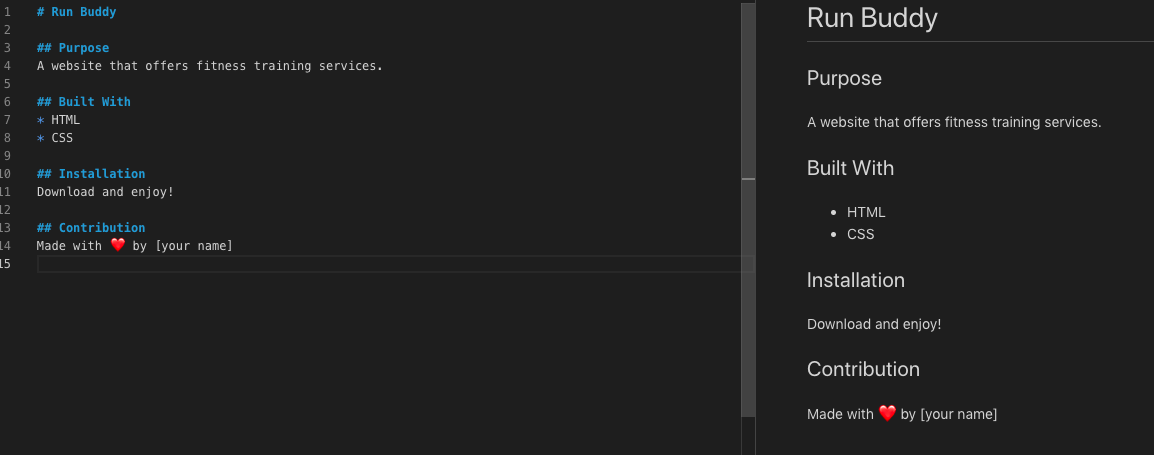 1 # Run Buddy
2
3 ## Purpose
4 A website that offers fitness training services.
5
6 ## Built With
7 * HTML
8 * CSS
9
10 ## Installation
11 Download and enjoy!
12
13 ## Contribution
14 Made with ❤️ by [your name]
15
Run Buddy
Purpose
A website that offers fitness training services.
Built With
• HTML
• CSS
Installation
Download and enjoy!
Contribution
Made with ❤️ by [your name]